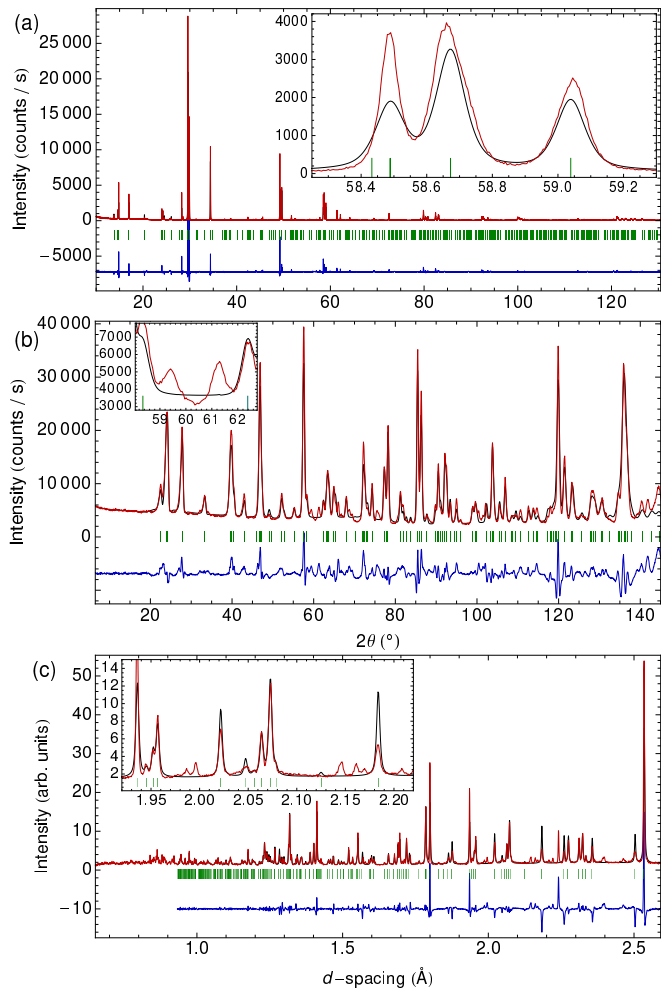 (a)
Intensity (counts / s)
25 000
20 000
15 000
10 000
5000
0
−5000
20 40 60 80 100 120
4000
3000
2000
1000
0
58.4 58.6 58.8 59.0 59.2
(b)
Intensity (counts / s)
40 000
30 000
20 000
10 000
0
7000
6000
5000
4000
3000
59 60 61 62
20 40 60 80 100 120 140
2θ (°)
(c)
Intensity (arb. units)
50
40
30
20
10
0
−10
14
12
10
8
6
4
2
1.95 2.00 2.05 2.10 2.15 2.20
1.0 1.5 2.0 2.5
d−spacing (Å)